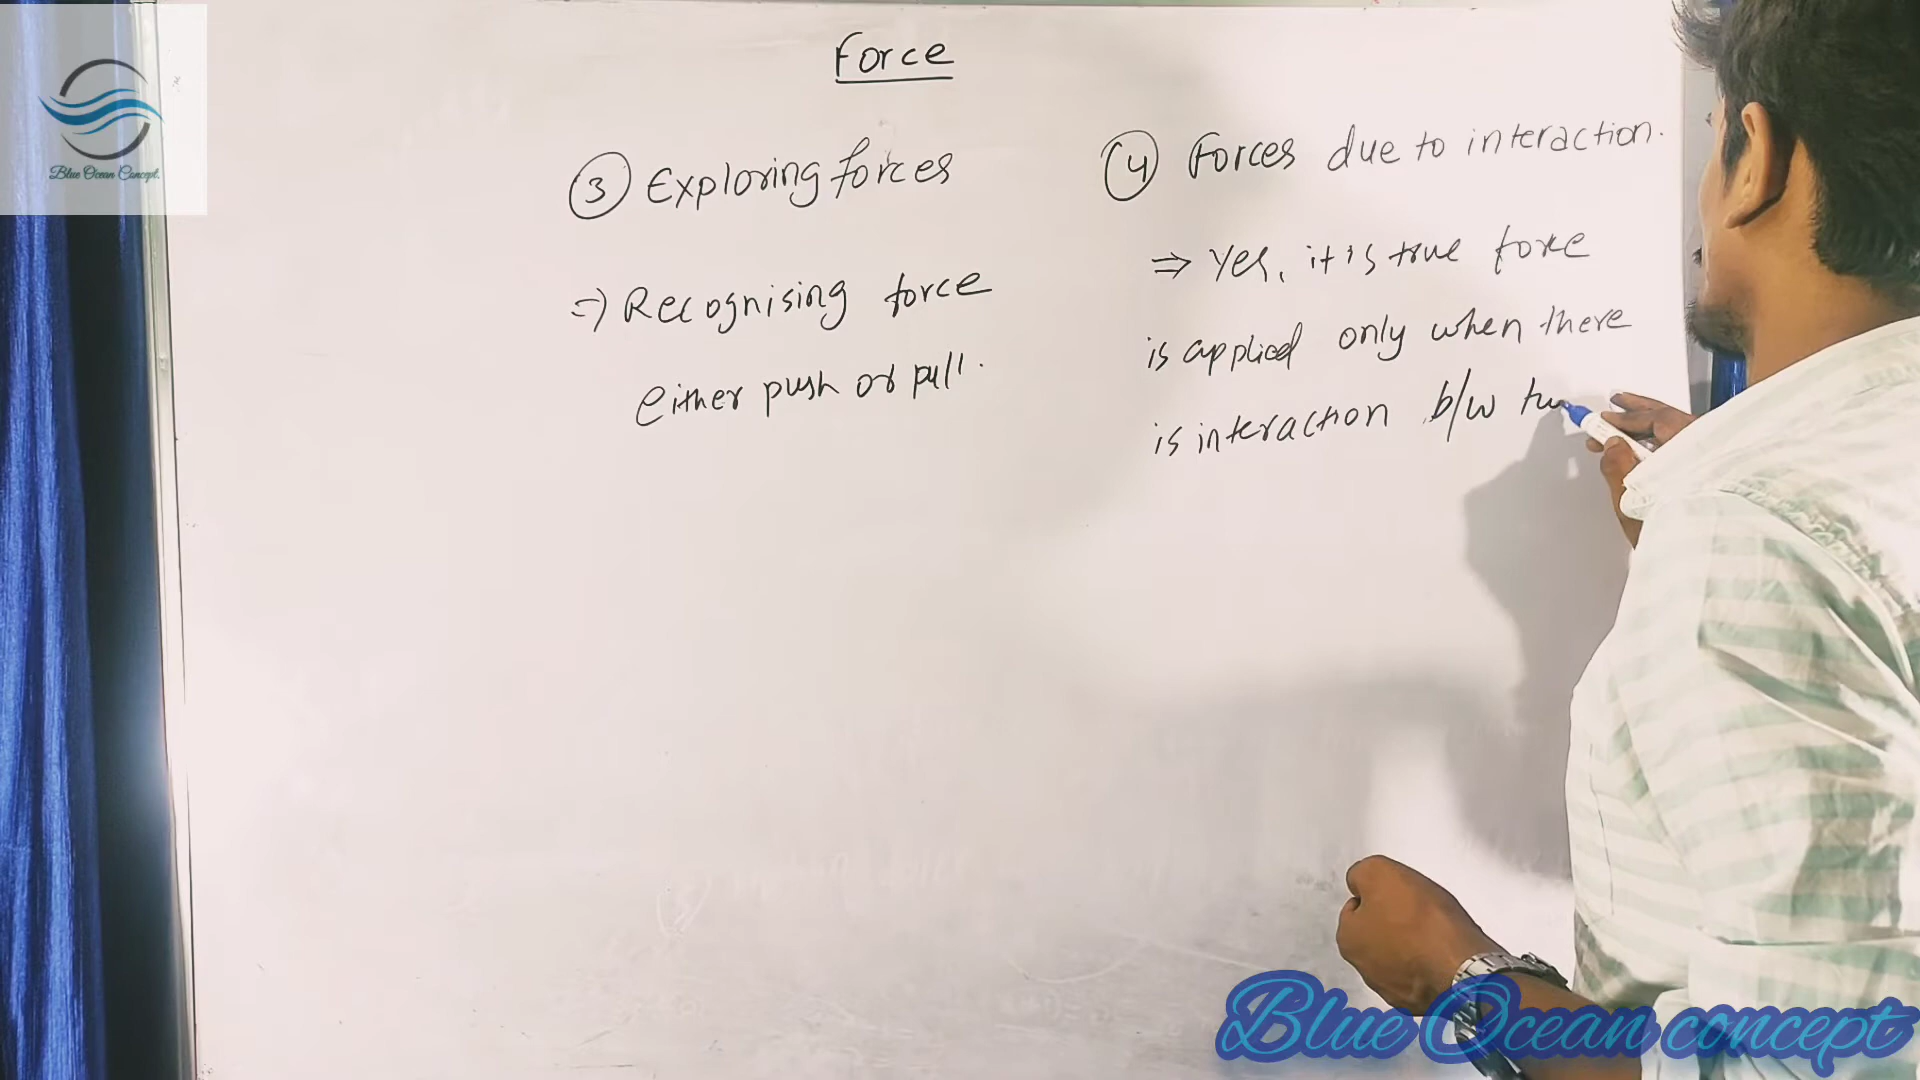 Force
③ Exploring forces
⇒ Recognising force
either push or pull.
④ Forces due to interaction.
⇒ Yes, it is true force
is applied only when there
is interaction b/w tw
Blue Ocean Concept.
Blue Ocean concept